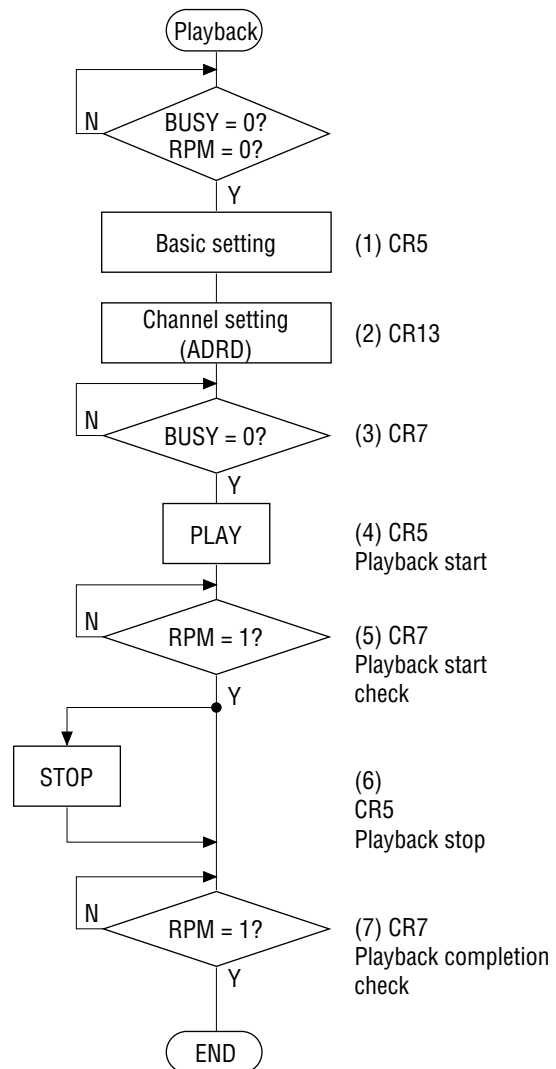 Playback
N
BUSY = 0?
RPM = 0?
Y
Basic setting
(1) CR5
Channel setting
(ADRD)
(2) CR13
N
BUSY = 0?
(3) CR7
Y
PLAY
(4) CR5
Playback start
N
RPM = 1?
(5) CR7
Playback start
check
Y
STOP
(6)
CR5
Playback stop
N
RPM = 1?
(7) CR7
Playback completion
check
Y
END